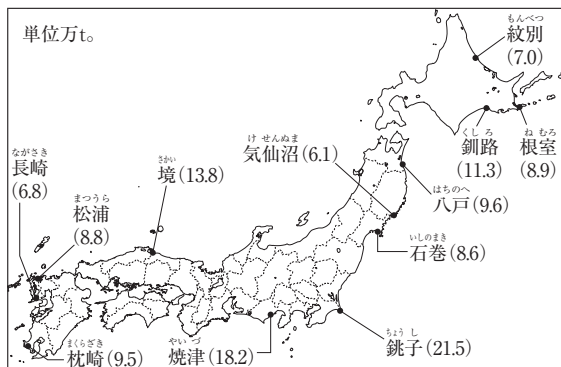 単位万t。
もんべつ
紋別
(7.0)
くしろ
釧路
(11.3)
ねむろ
根室
(8.9)
けせんぬま
気仙沼(6.1)
はちのへ
八戸(9.6)
いしのまき
石巻(8.6)
ちょうし
銚子(21.5)
やいづ
焼津(18.2)
さかい
境(13.8)
ながさき
長崎
(6.8)
まつうら
松浦
(8.8)
まくらざき
枕崎(9.5)